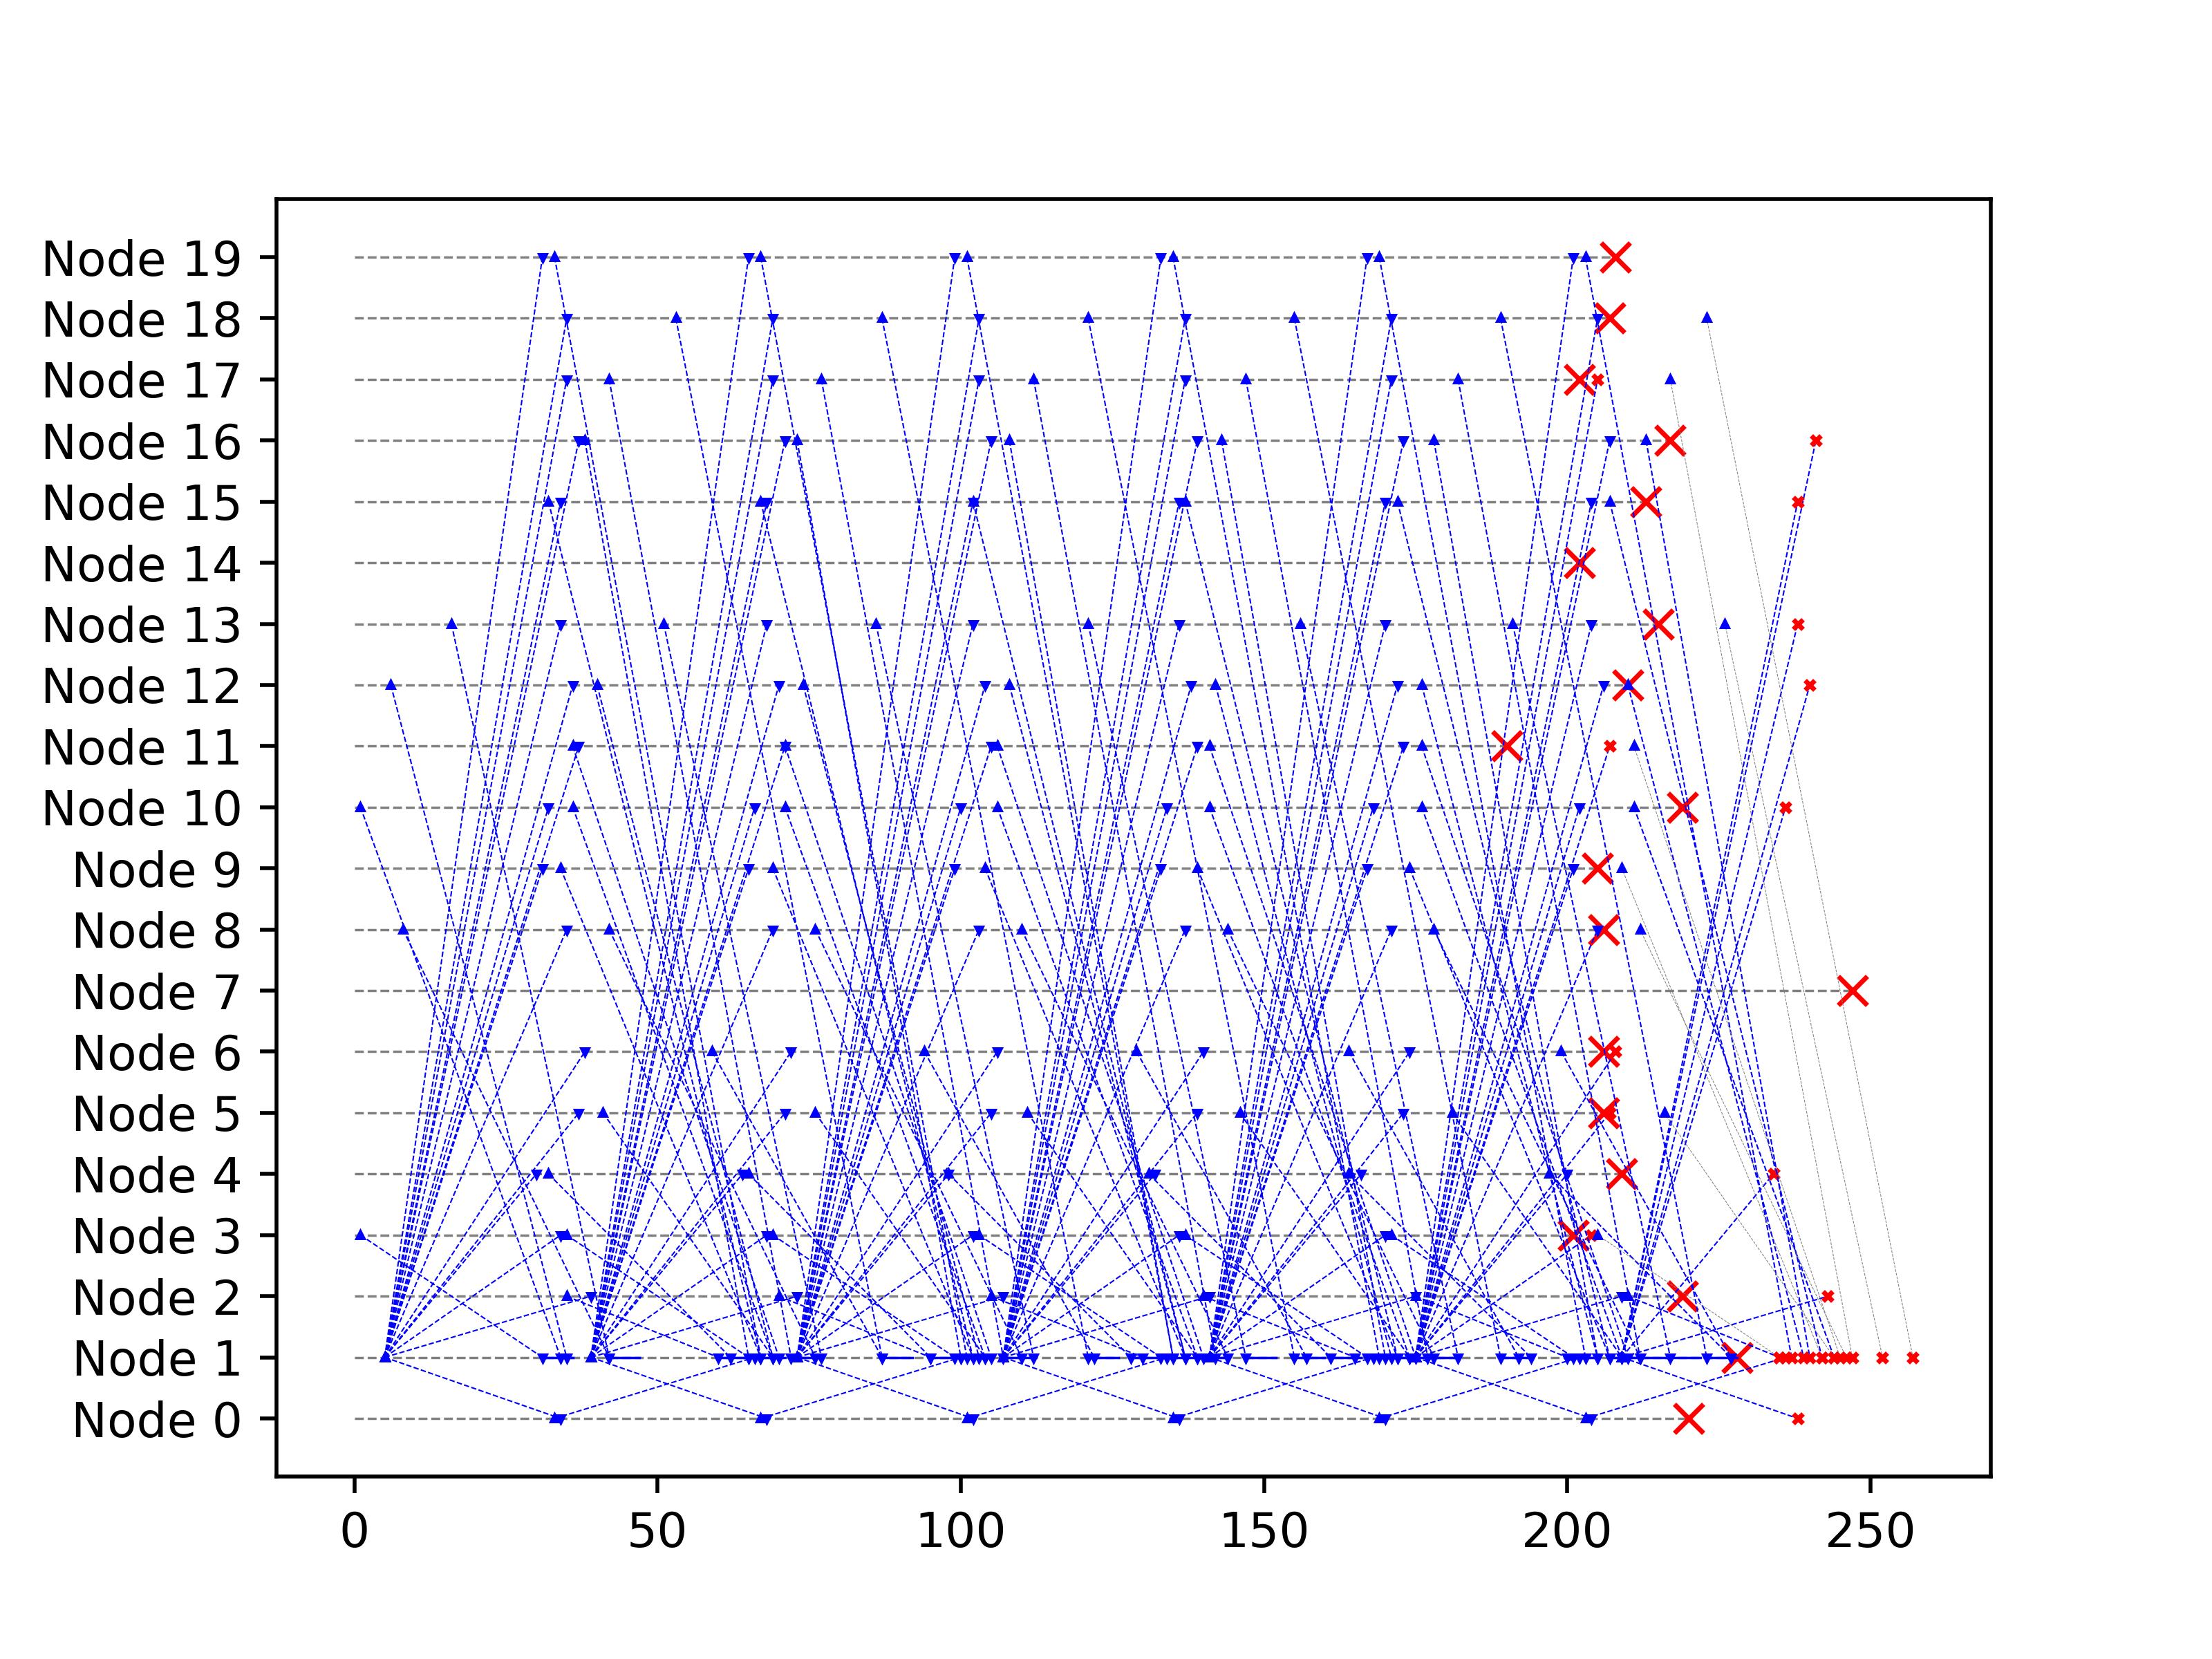 Node 19
Node 18
Node 17
Node 16
Node 15
Node 14
Node 13
Node 12
Node 11
Node 10
Node 9
Node 8
Node 7
Node 6
Node 5
Node 4
Node 3
Node 2
Node 1
Node 0
0 50 100 150 200 250